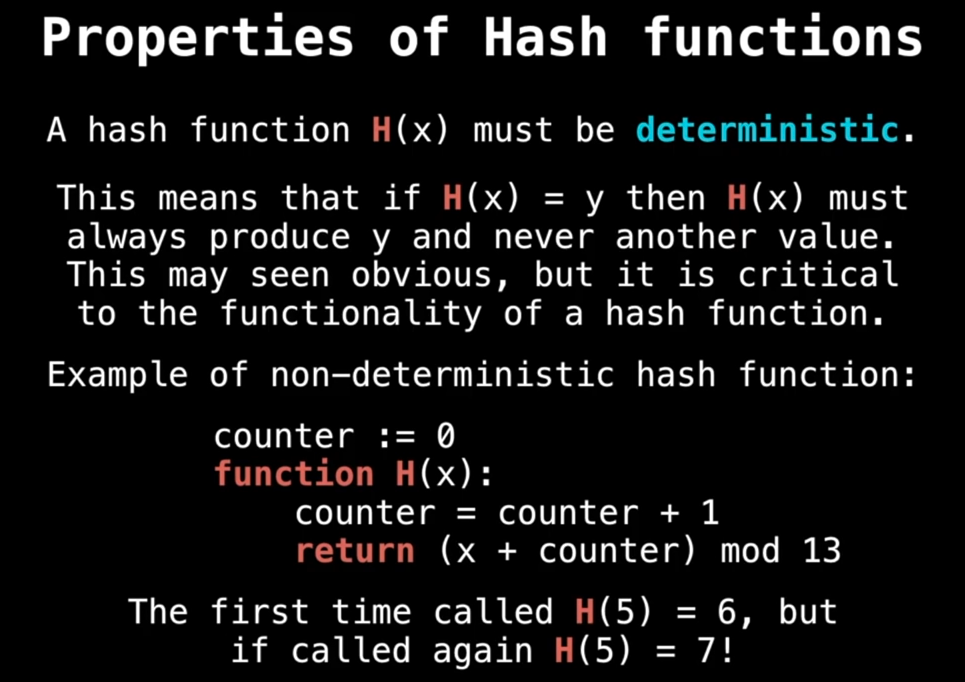 Properties of Hash functions
A hash function H(x) must be deterministic.
This means that if H(x) = y then H(x) must
always produce y and never another value.
This may seen obvious, but it is critical
to the functionality of a hash function.
Example of non-deterministic hash function:
counter := 0
function H(x):
counter = counter + 1
return (x + counter) mod 13
The first time called H(5) = 6, but
if called again H(5) = 7!